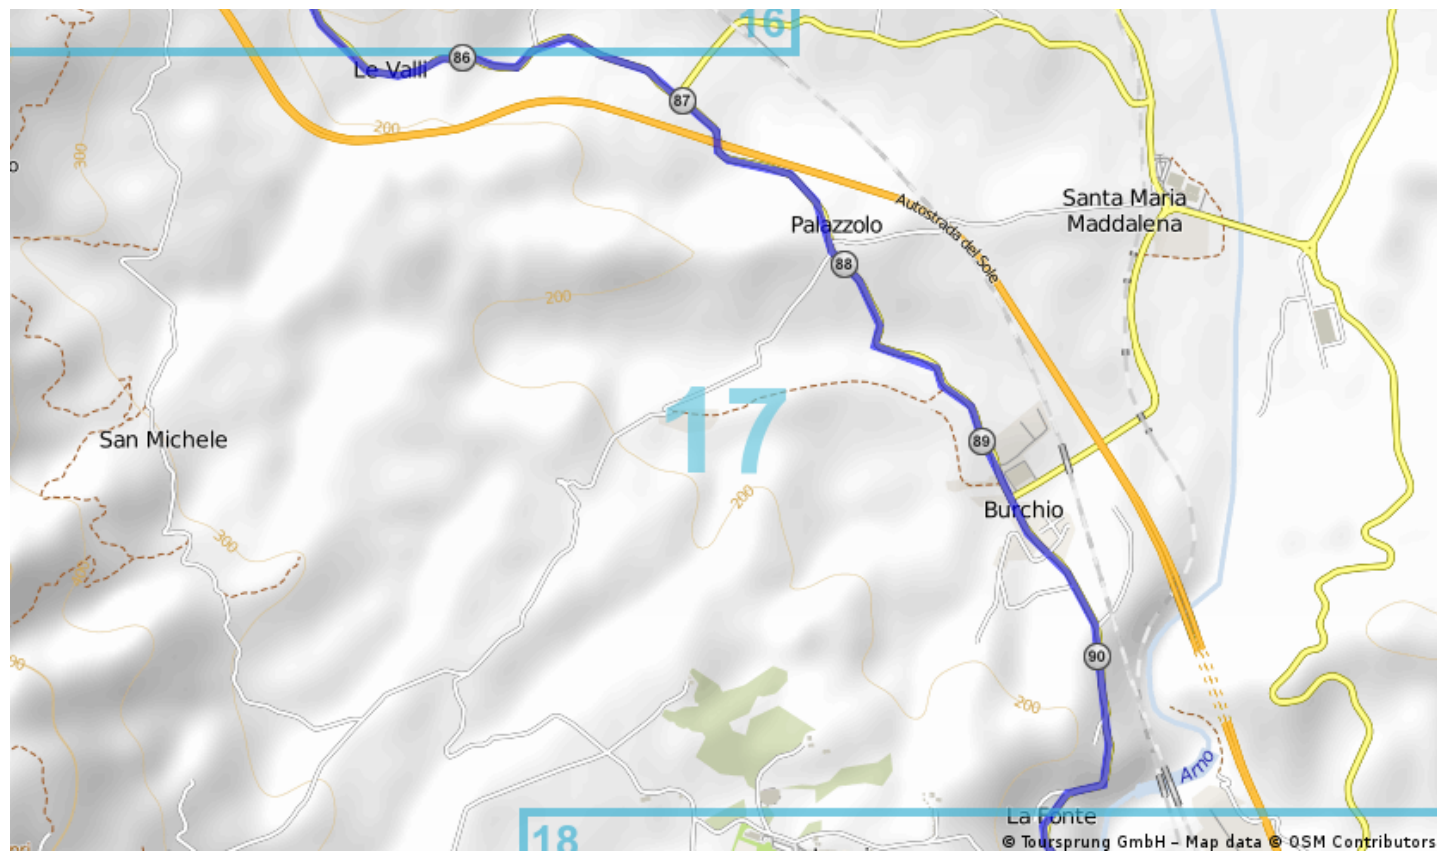 16
86
Le Valli
87
200
300
Santa Maria
Maddalena
Autostrada del Sole
Palazzolo
88
200
17
San Michele
89
200
Burchio
300
90
200
Arno
La Fonte
18
© Toursprung GmbH – Map data © OSM Contributors